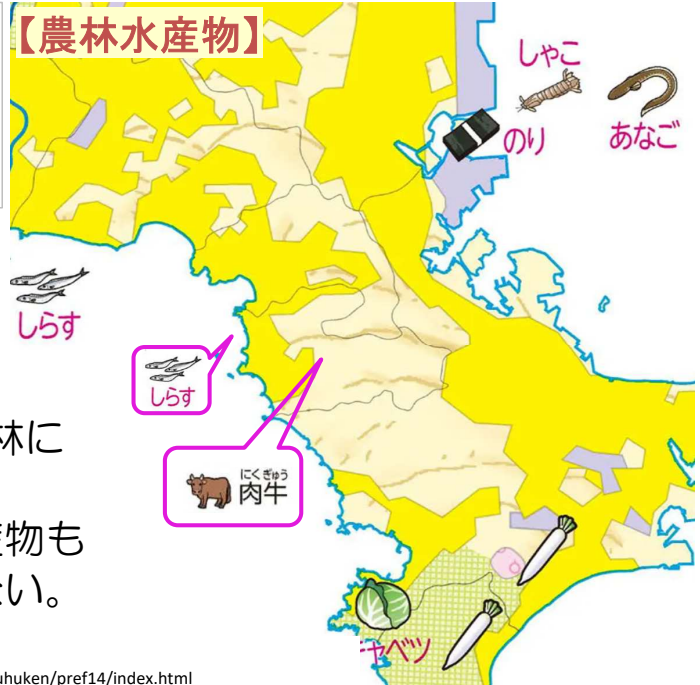 【農林水産物】
しゃこ
のり
あなご
しらす
しらす
にくぎゅう
肉牛
林に
産物も
ない。
キャベツ
uhuken/pref14/index.html